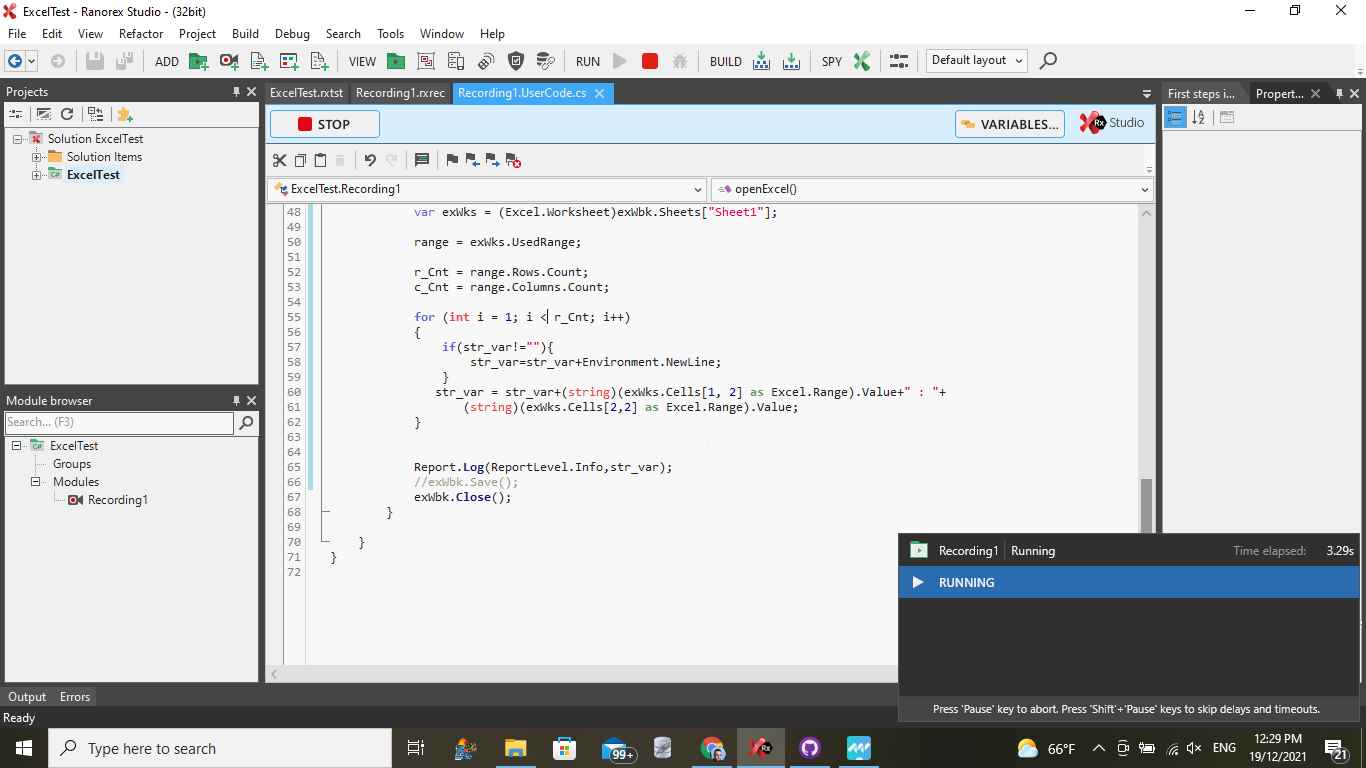 ExcelTest - Ranorex Studio - (32bit)
File Edit View Refactor Project Build Debug Search Tools Window Help
ADD VIEW RUN BUILD SPY Default layout
Projects
ExcelTest.rxtst Recording1.rxrec Recording1.UserCode.cs
First steps i... Propert...
STOP VARIABLES... Rx Studio
Solution ExcelTest
Solution Items
ExcelTest
ExcelTest.Recording1 openExcel()
48 var exWks = (Excel.Worksheet)exWbk.Sheets["Sheet1"];
49
50 range = exWks.UsedRange;
51
52 r_Cnt = range.Rows.Count;
53 c_Cnt = range.Columns.Count;
54
55 for (int i = 1; i < r_Cnt; i++)
56 {
57 if(str_var!=""){
58 str_var=str_var+Environment.NewLine;
59 }
60 str_var = str_var+(string)(exWks.Cells[1, 2] as Excel.Range).Value+" : "+
61 (string)(exWks.Cells[2,2] as Excel.Range).Value;
62 }
63
64
65 Report.Log(ReportLevel.Info,str_var);
66 //exWbk.Save();
67 exWbk.Close();
68 }
69
70 }
71 }
72
Module browser
Search... (F3)
ExcelTest
Groups
Modules
Recording1
Recording1 Running Time elapsed: 3.29s
RUNNING
Press 'Pause' key to abort. Press 'Shift'+'Pause' keys to skip delays and timeouts.
Output Errors
Ready
Type here to search
99+
Rx
66°F
ENG
12:29 PM
19/12/2021
21